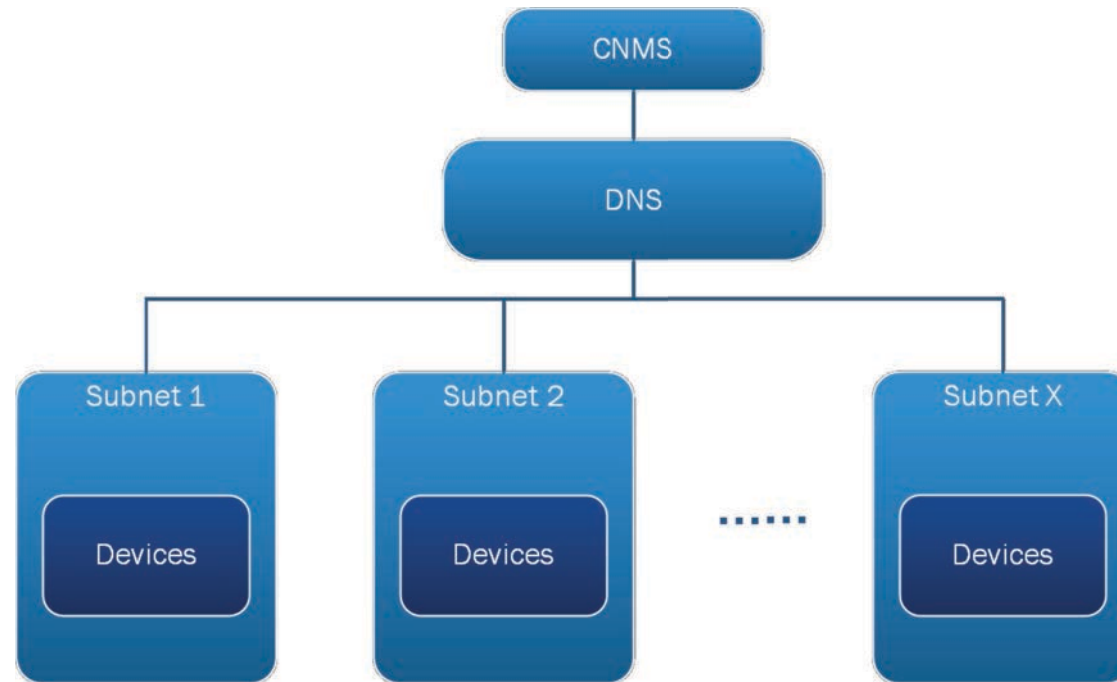 CNMS
DNS
Subnet 1
Subnet 2
Subnet X
Devices
Devices
Devices